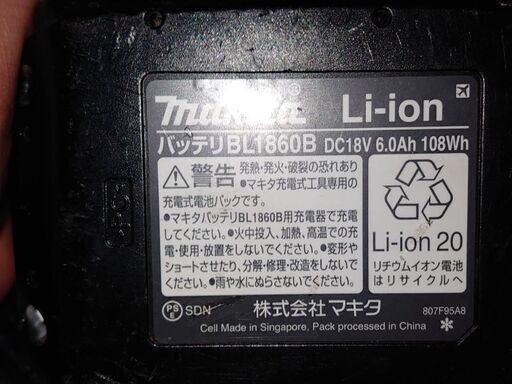 makita Li-ion
バッテリBL1860B DC18V 6.0Ah 108Wh
警告 発熱・発火・破裂の恐れあり
●マキタ充電式工具専用の
充電式電池パックです。
●マキタバッテリBL1860B用充電器で充電
してください。●火中投入、加熱、高温での充
電・使用・放置をしないでください。●変形や
ショートさせたり、分解・修理・改造をしないで
ください。●雨や水にぬらさないでください。
Li-ion 20
リチウムイオン電池
はリサイクルへ
PS
E
SDN 株式会社マキタ 807F95A8
Cell Made in Singapore, Pack processed in China